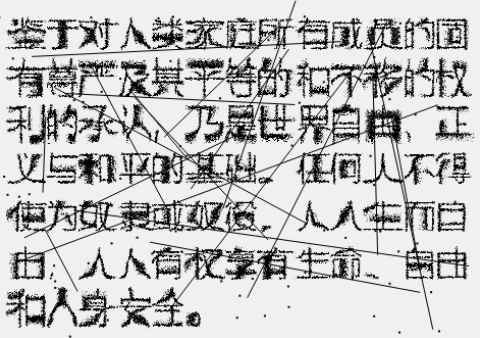 鉴于对人类家庭所有成员的固
有尊严及其平等的和不移的权
利的承认，乃是世界自由、正
义与和平的基础。任何人不得
使为奴隶或奴役。人人生而自
由，人人有权享有生命、自由
和人身安全。